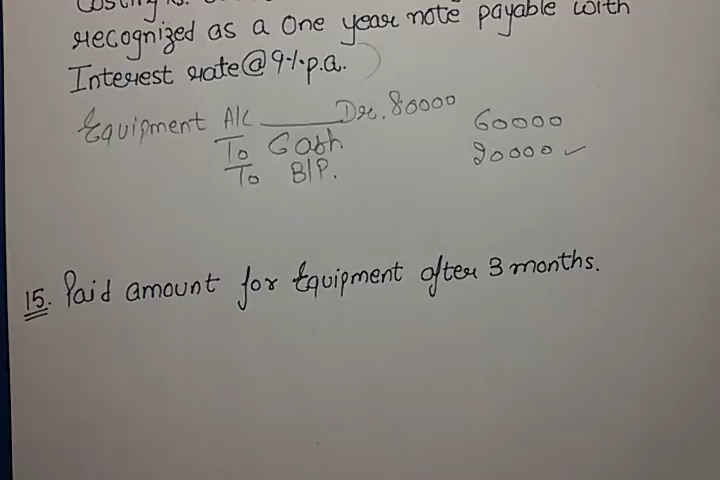 recognized as a one year note payable with
Interest rate@9%p.a.
Equipment A/c ______ Dr. 80000
To Cash 60000
To B/P. 20000 ✓
15. Paid amount for Equipment after 3 months.